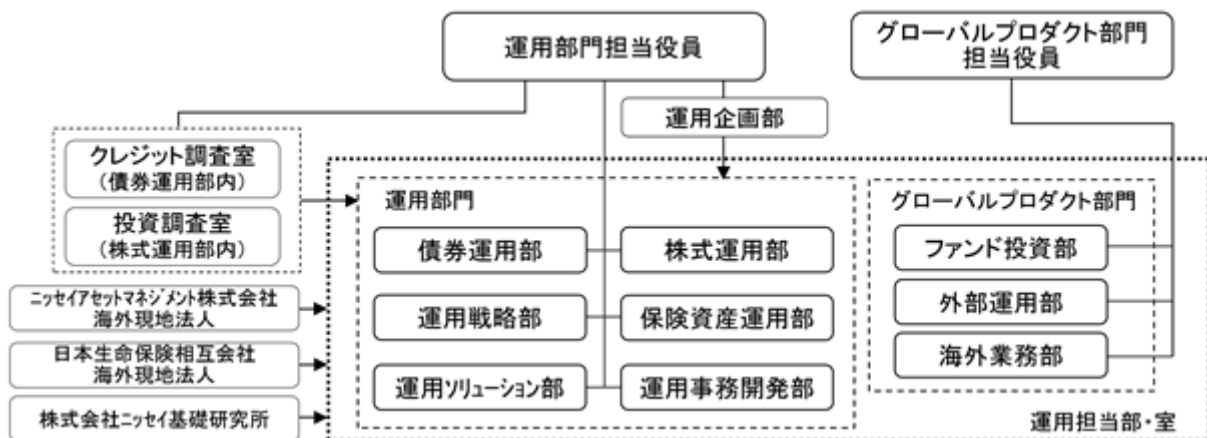 運用部門担当役員
グローバルプロダクト部門
担当役員
運用企画部
クレジット調査室
(債券運用部内)
投資調査室
(株式運用部内)
運用部門
債券運用部
株式運用部
運用戦略部
保険資産運用部
運用ソリューション部
運用事務開発部
グローバルプロダクト部門
ファンド投資部
外部運用部
海外業務部
ニッセイアセットマネジメント株式会社
海外現地法人
日本生命保険相互会社
海外現地法人
株式会社ニッセイ基礎研究所
運用担当部・室